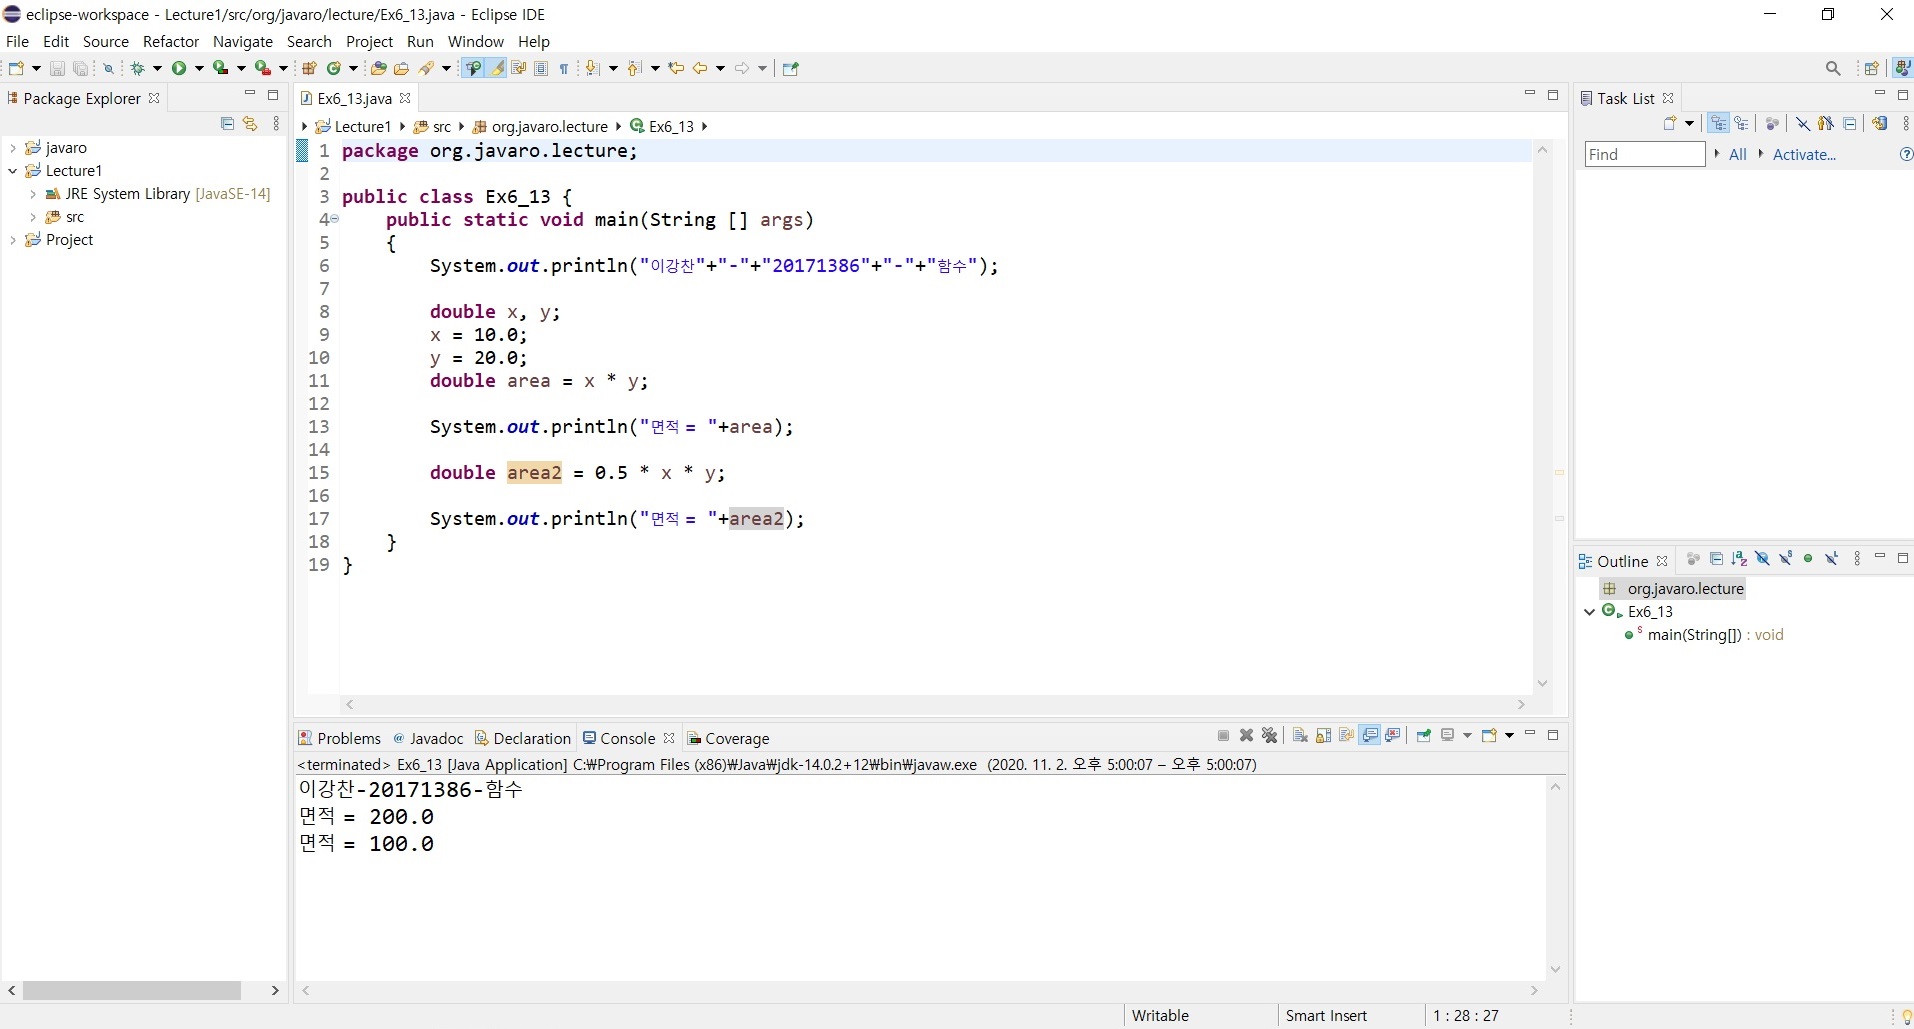 eclipse-workspace - Lecture1/src/org/javaro/lecture/Ex6_13.java - Eclipse IDE
File Edit Source Refactor Navigate Search Project Run Window Help
Package Explorer
javaro
Lecture1
JRE System Library [JavaSE-14]
src
Project
Ex6_13.java
Lecture1 src org.javaro.lecture Ex6_13
1 package org.javaro.lecture;
2
3 public class Ex6_13 {
4 public static void main(String [] args)
5 {
6 System.out.println("이강찬"+"-"+"20171386"+"-"+"함수");
7
8 double x, y;
9 x = 10.0;
10 y = 20.0;
11 double area = x * y;
12
13 System.out.println("면적 = "+area);
14
15 double area2 = 0.5 * x * y;
16
17 System.out.println("면적 = "+area2);
18 }
19 }
Problems Javadoc Declaration Console Coverage
<terminated> Ex6_13 [Java Application] C:₩Program Files (x86)₩Java₩jdk-14.0.2+12₩bin₩javaw.exe (2020. 11. 2. 오후 5:00:07 – 오후 5:00:07)
이강찬-20171386-함수
면적 = 200.0
면적 = 100.0
Task List
Find All Activate...
Outline
org.javaro.lecture
Ex6_13
main(String[]) : void
Writable Smart Insert 1 : 28 : 27